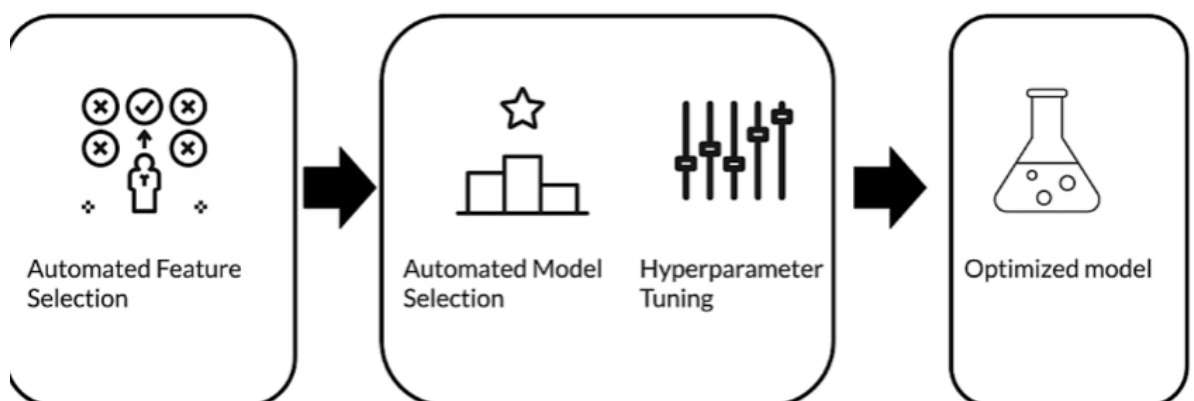 Automated Feature
Selection
Automated Model
Selection
Hyperparameter
Tuning
Optimized model